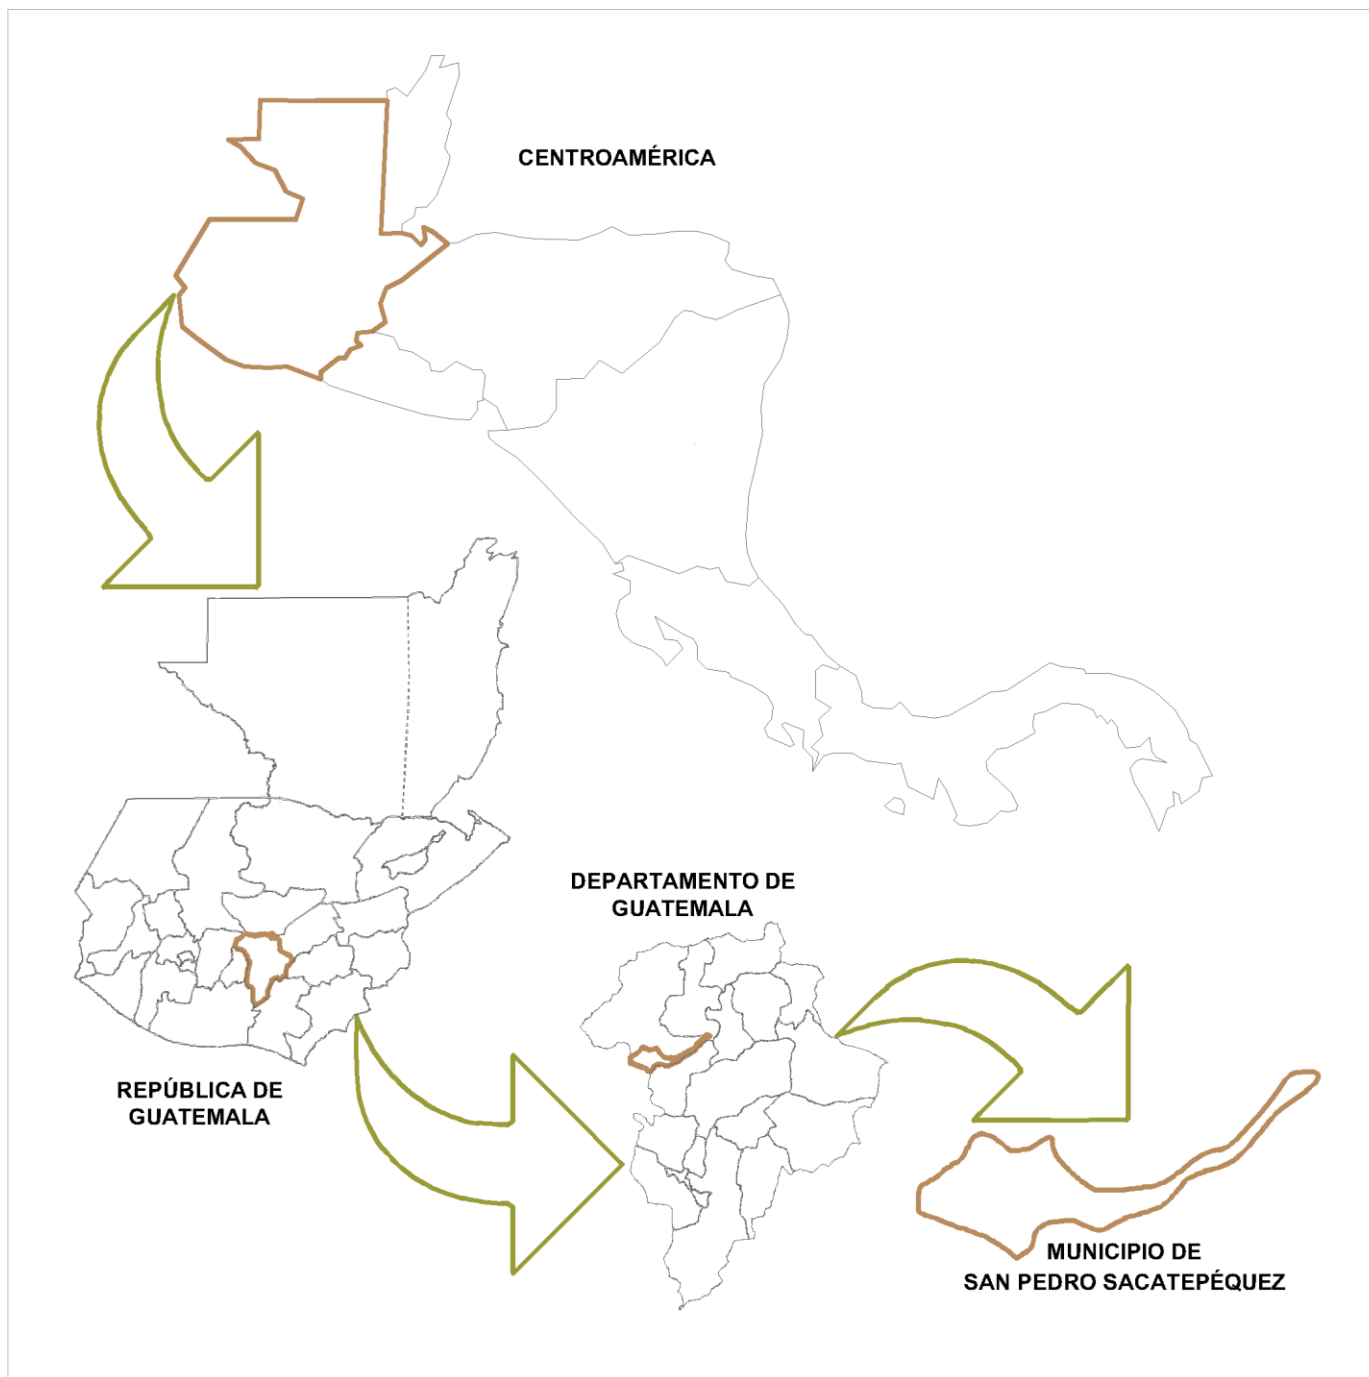 CENTROAMÉRICA
DEPARTAMENTO DE
GUATEMALA
REPÚBLICA DE
GUATEMALA
MUNICIPIO DE
SAN PEDRO SACATEPÉQUEZ